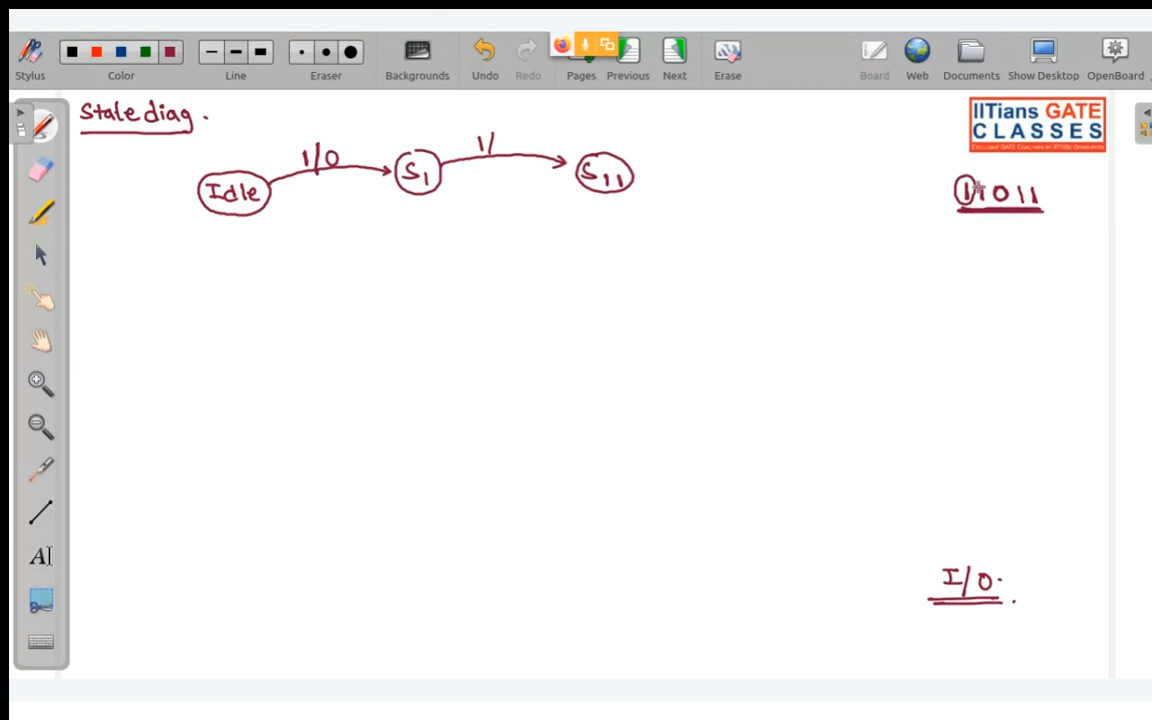 Stylus
Color
Line
Eraser
Backgrounds
Undo
Redo
Pages
Previous
Next
Erase
Board
Web
Documents
Show Desktop
OpenBoard
State diag.
IITians GATE
CLASSES
1/0
1/
Idle
S1
S11
11011
I/O.